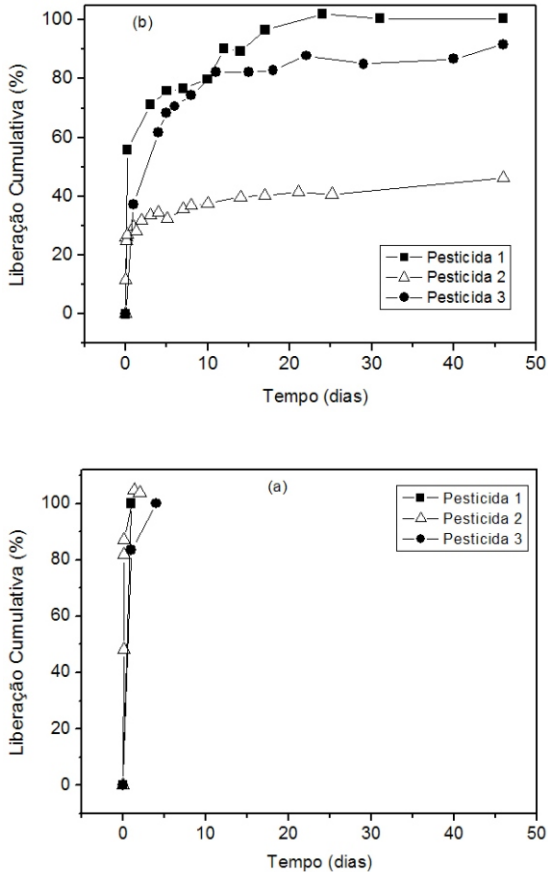 (b)
100
80
60
40
20
0
Liberação Cumulativa (%)
Pesticida 1
Pesticida 2
Pesticida 3
0 10 20 30 40 50
Tempo (dias)
(a)
100
80
60
40
20
0
Liberação Cumulativa (%)
Pesticida 1
Pesticida 2
Pesticida 3
0 10 20 30 40 50
Tempo (dias)